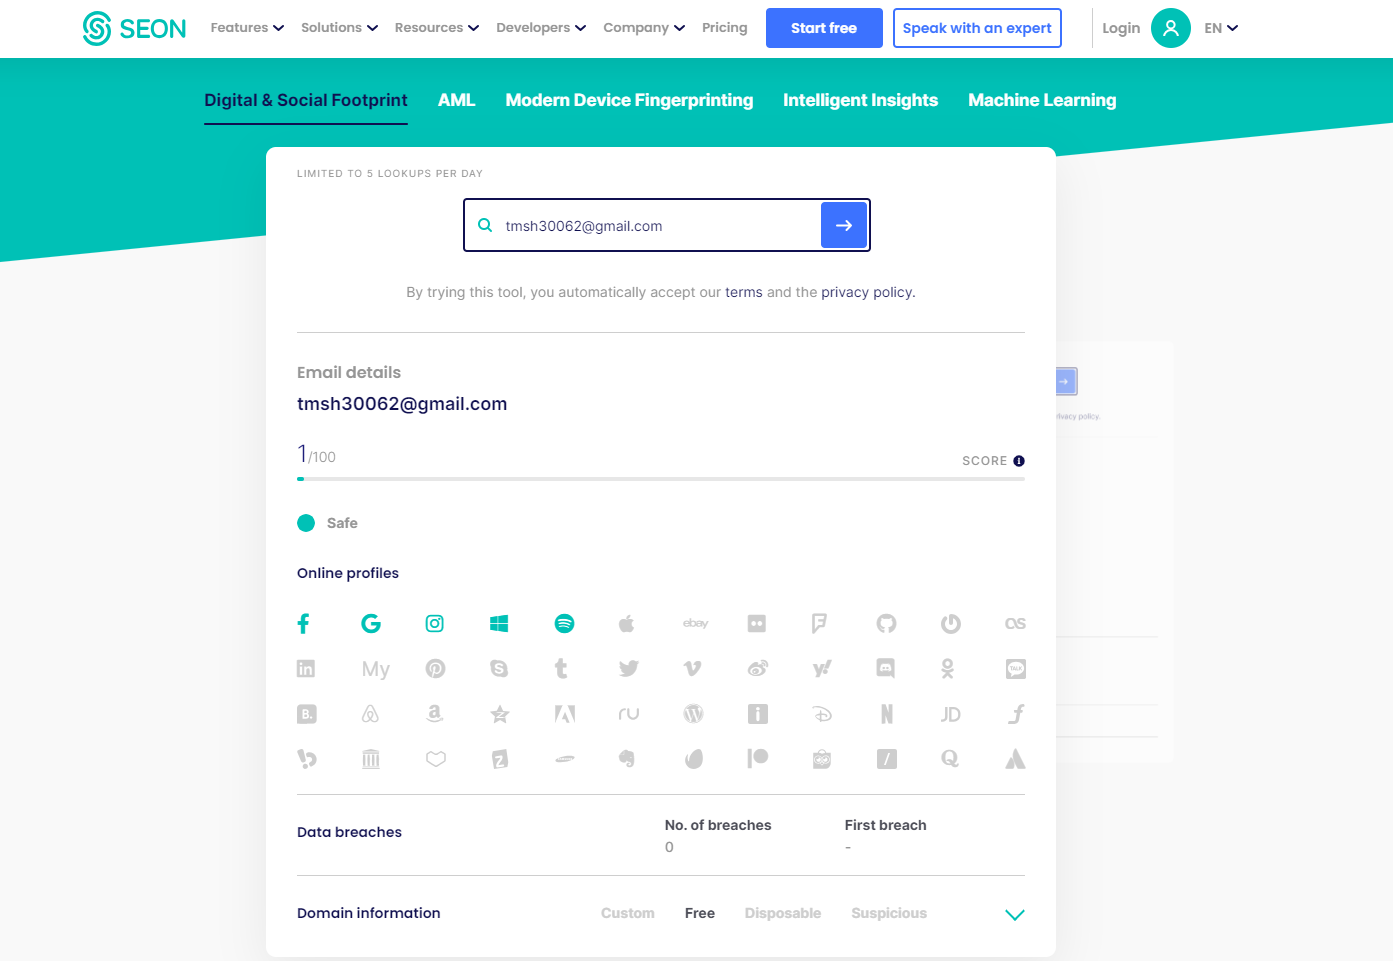 SEON Features Solutions Resources Developers Company Pricing Start free Speak with an expert Login EN
Digital & Social Footprint AML Modern Device Fingerprinting Intelligent Insights Machine Learning
LIMITED TO 5 LOOKUPS PER DAY
tmsh30062@gmail.com
By trying this tool, you automatically accept our terms and the privacy policy.
Email details
tmsh30062@gmail.com
privacy policy.
1/100 SCORE
Safe
Online profiles
ebay
in My TALK
B. a JD
Data breaches No. of breaches First breach
0 -
Domain information Custom Free Disposable Suspicious